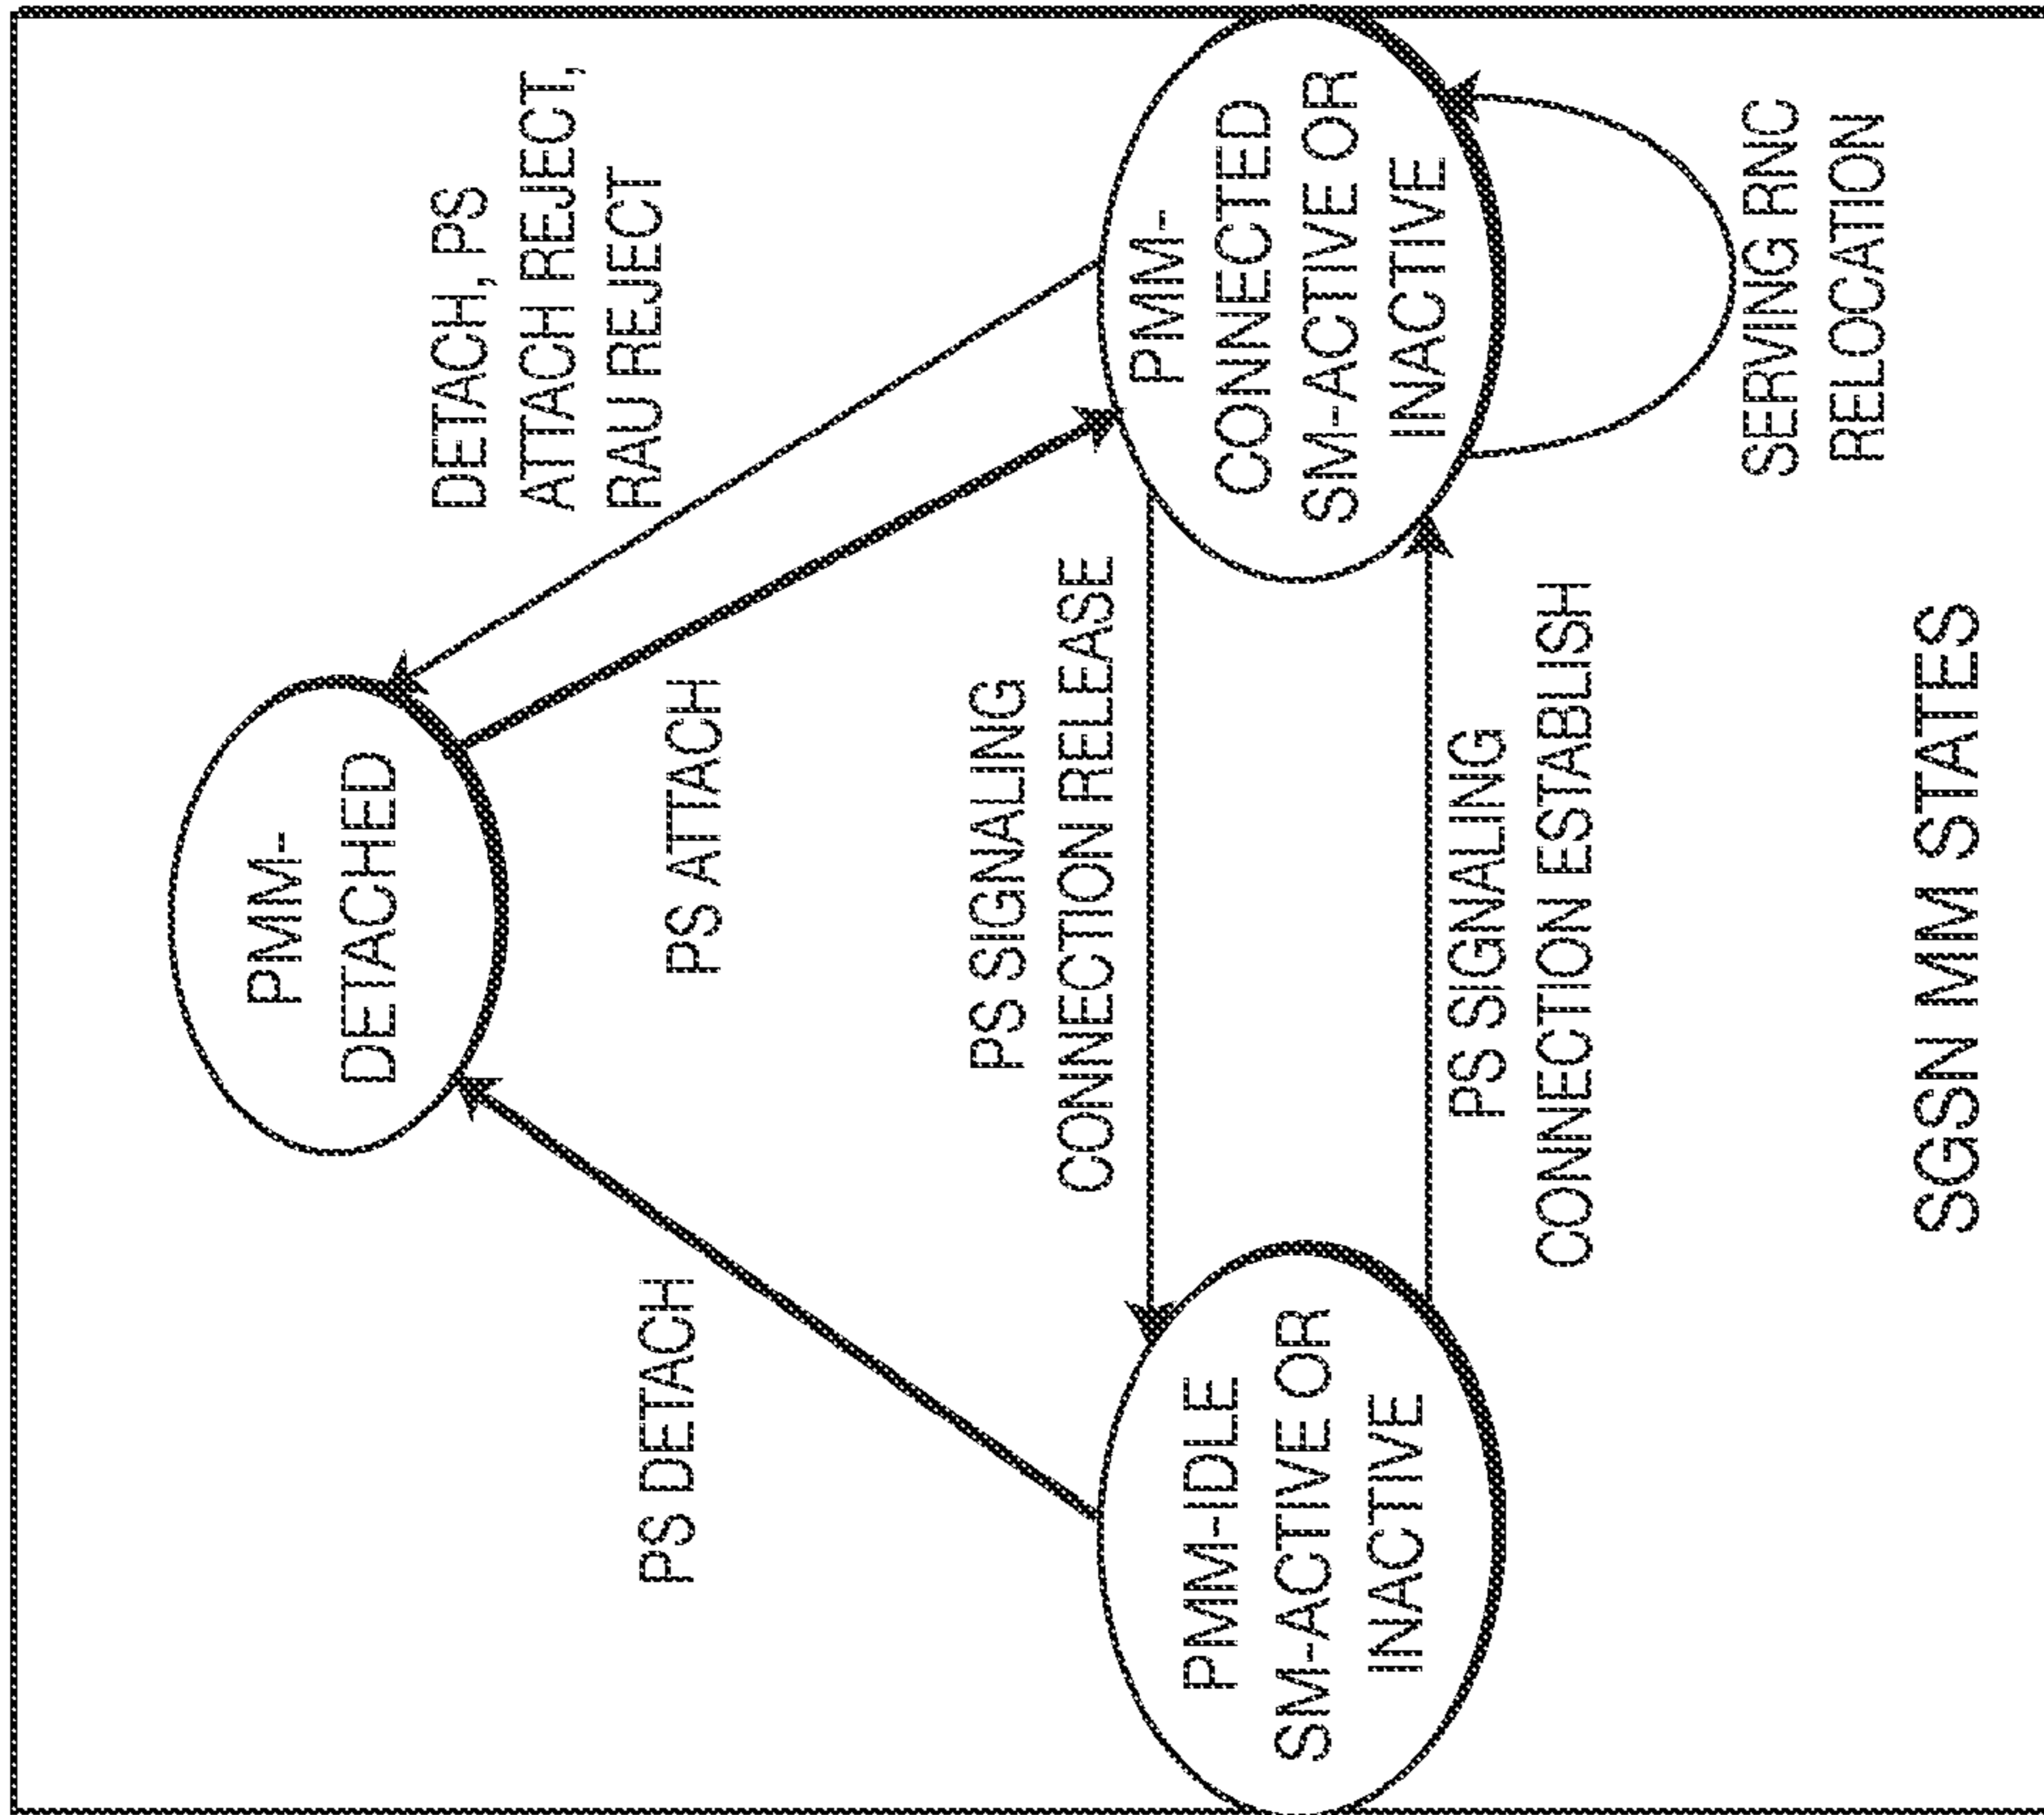 PMM-
DETACHED
DETACH, PS
ATTACH REJECT,
RAU REJECT
PS DETACH
PS ATTACH
PS SIGNALING
CONNECTION RELEASE
PMM-IDLE
SM-ACTIVE OR
INACTIVE
PMM-
CONNECTED
SM-ACTIVE OR
INACTIVE
PS SIGNALING
CONNECTION ESTABLISH
SERVING RNC
RELOCATION
SGSN MM STATES